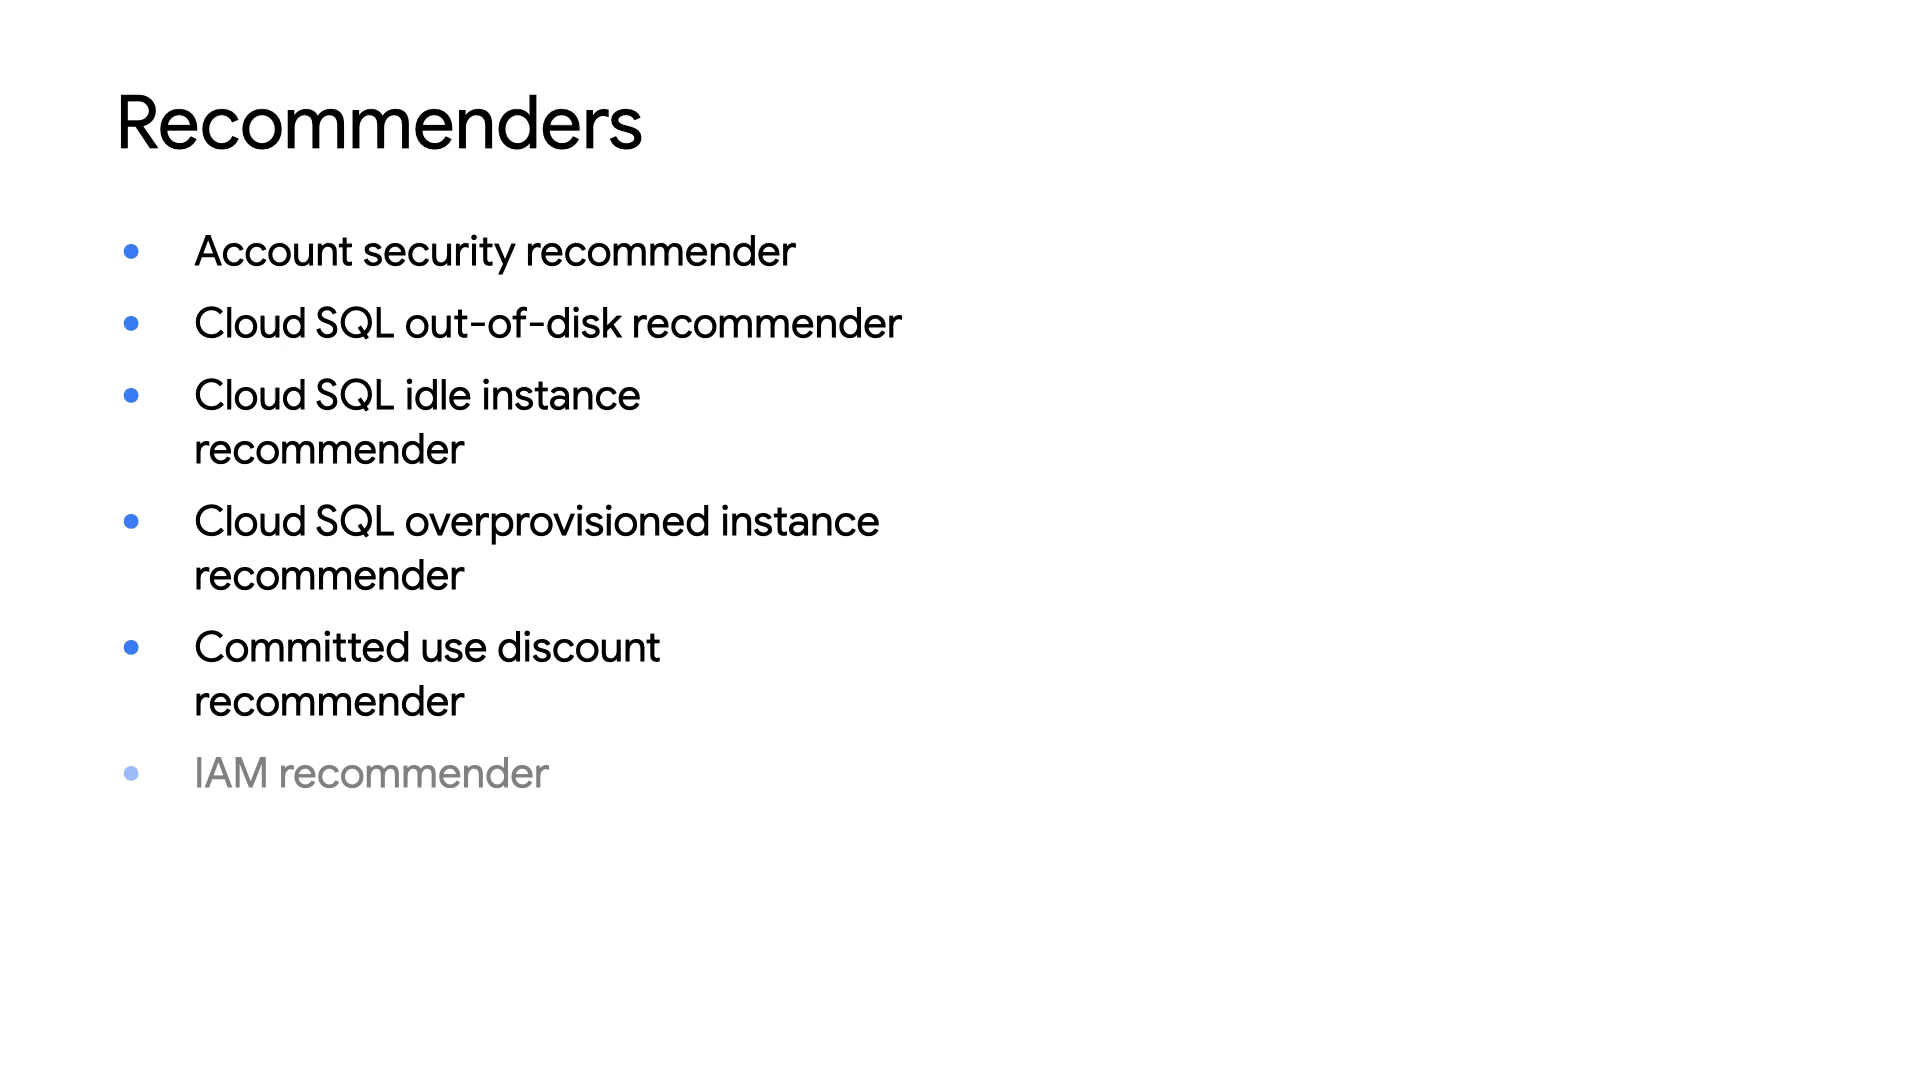 Recommenders
• Account security recommender
• Cloud SQL out-of-disk recommender
• Cloud SQL idle instance
recommender
• Cloud SQL overprovisioned instance
recommender
• Committed use discount
recommender
• IAM recommender